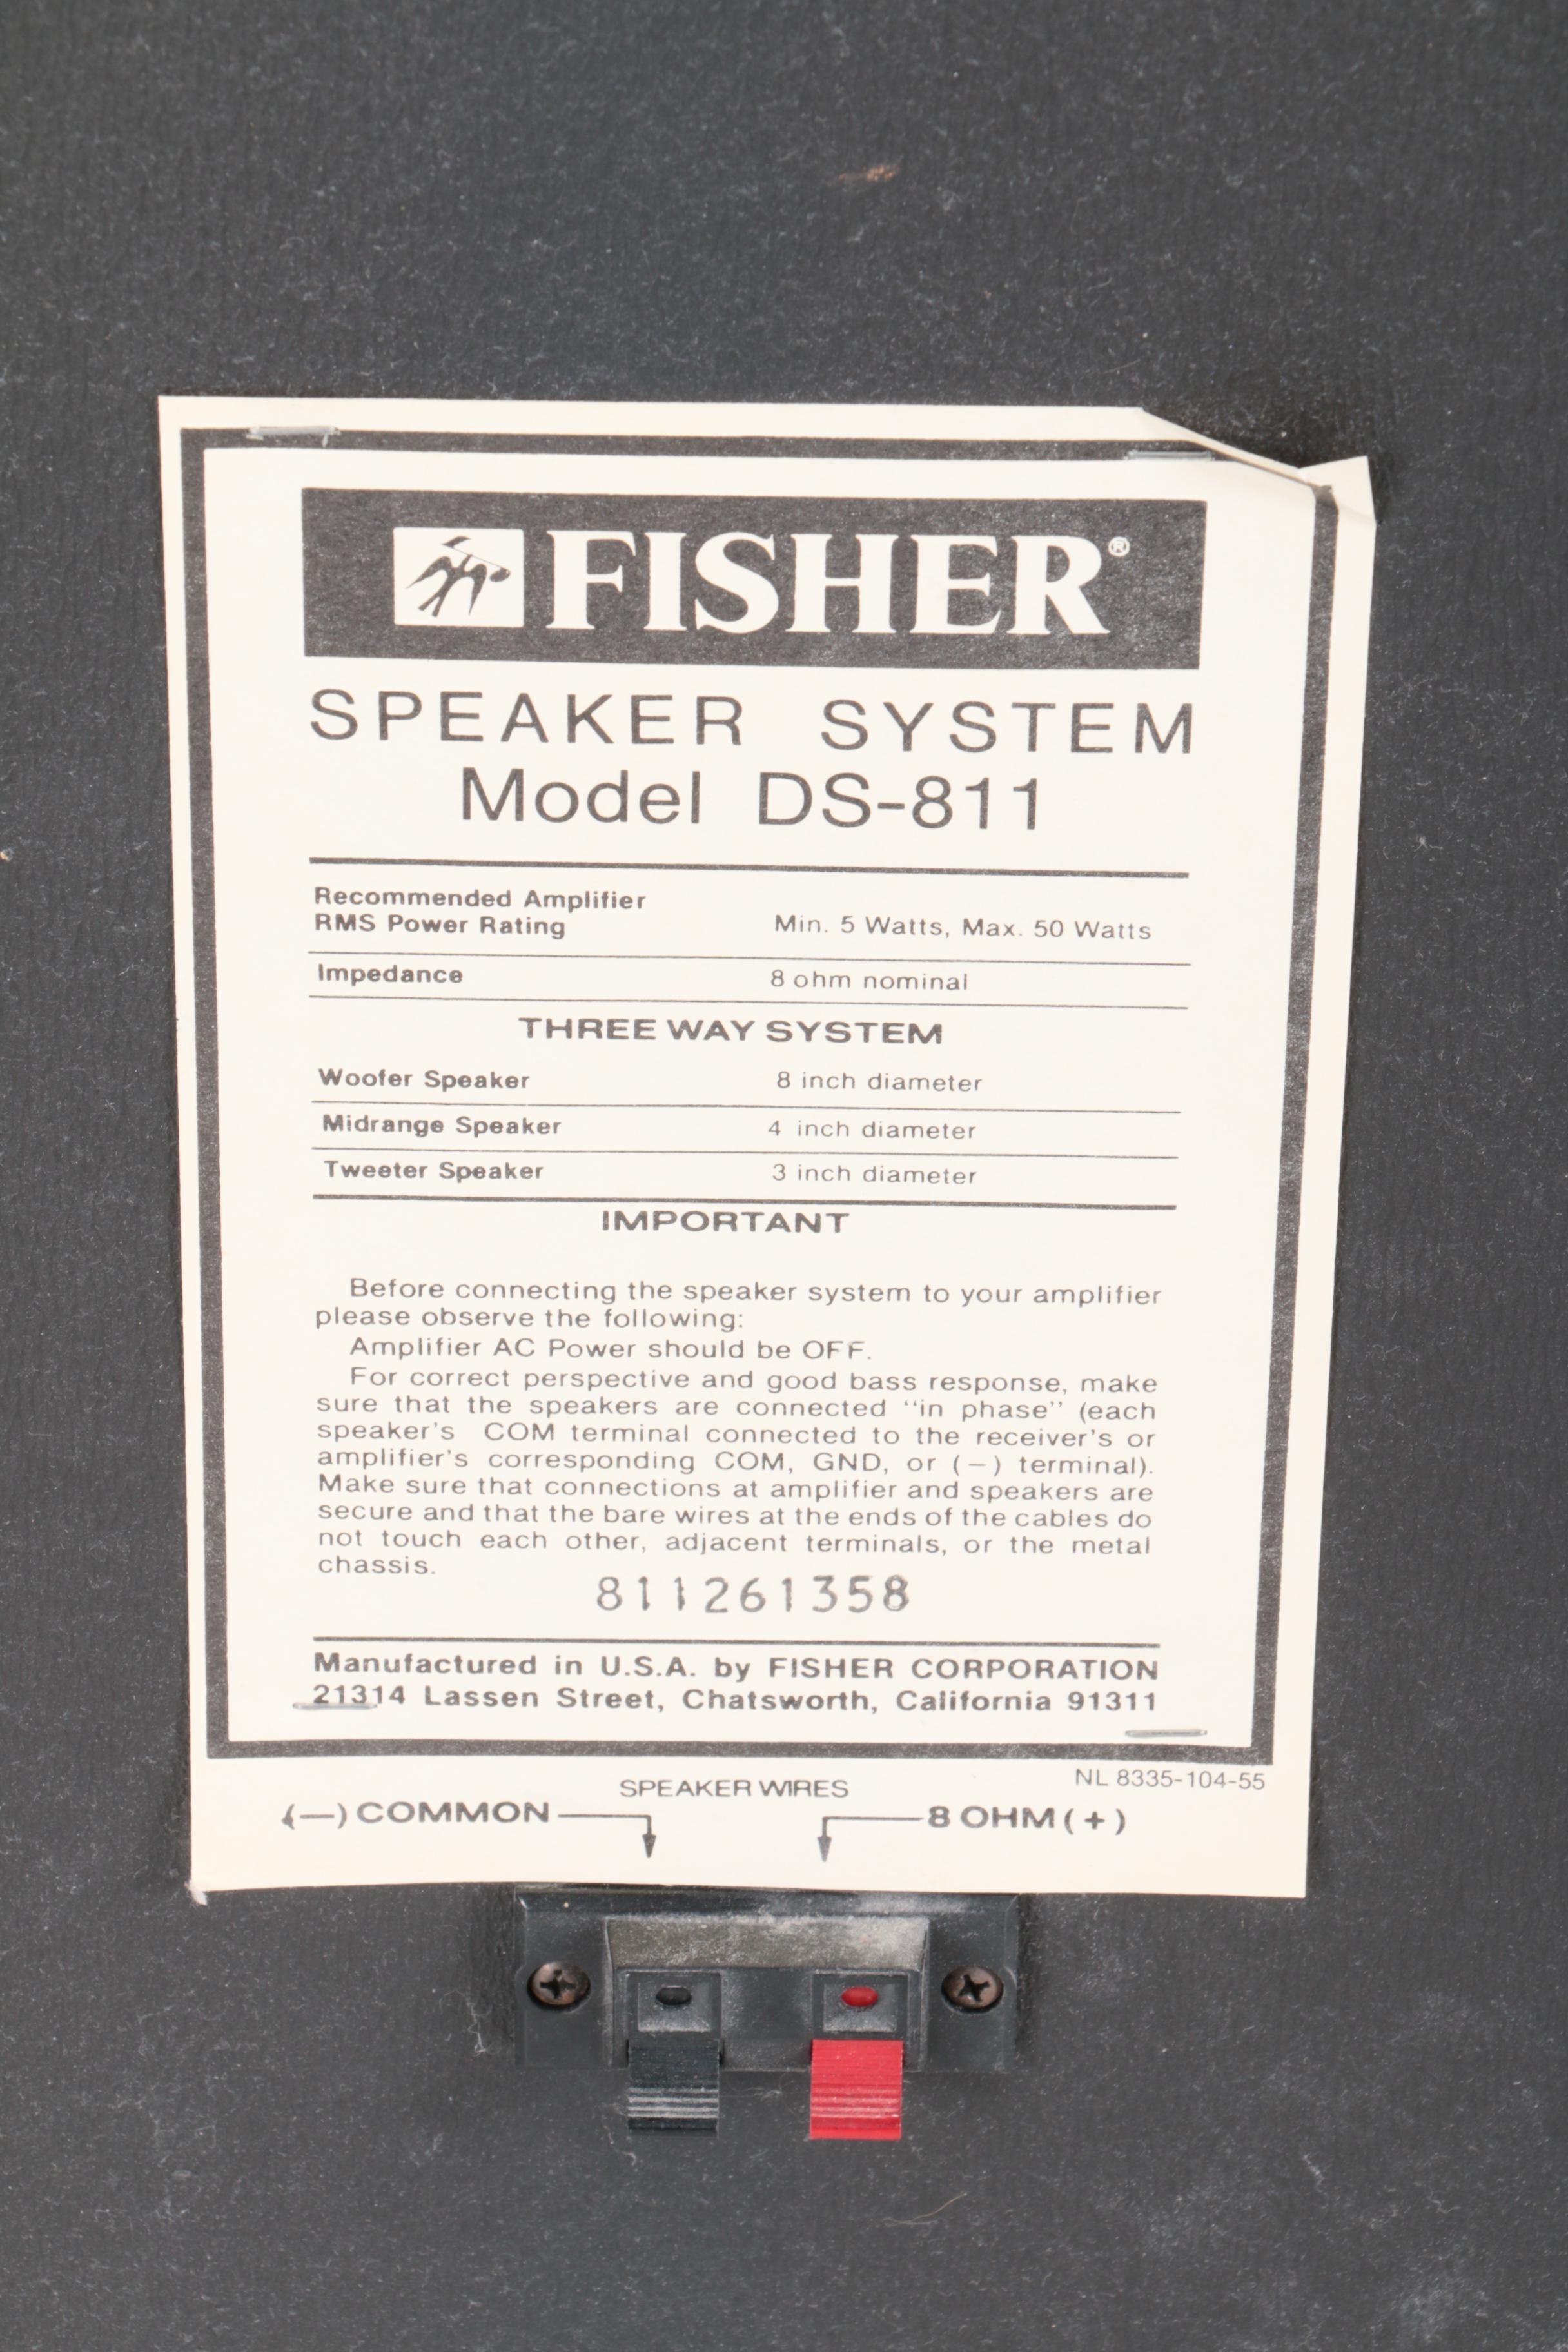 FISHER®
SPEAKER SYSTEM
Model DS-811
Recommended Amplifier
RMS Power Rating Min. 5 Watts, Max. 50 Watts
Impedance 8 ohm nominal
THREE WAY SYSTEM
Woofer Speaker 8 inch diameter
Midrange Speaker 4 inch diameter
Tweeter Speaker 3 inch diameter
IMPORTANT
Before connecting the speaker system to your amplifier
please observe the following:
Amplifier AC Power should be OFF.
For correct perspective and good bass response, make
sure that the speakers are connected “in phase” (each
speaker's COM terminal connected to the receiver's or
amplifier's corresponding COM, GND, or (−) terminal).
Make sure that connections at amplifier and speakers are
secure and that the bare wires at the ends of the cables do
not touch each other, adjacent terminals, or the metal
chassis.
811261358
Manufactured in U.S.A. by FISHER CORPORATION
21314 Lassen Street, Chatsworth, California 91311
NL 8335-104-55
SPEAKER WIRES
(—) COMMON 8 OHM (+)